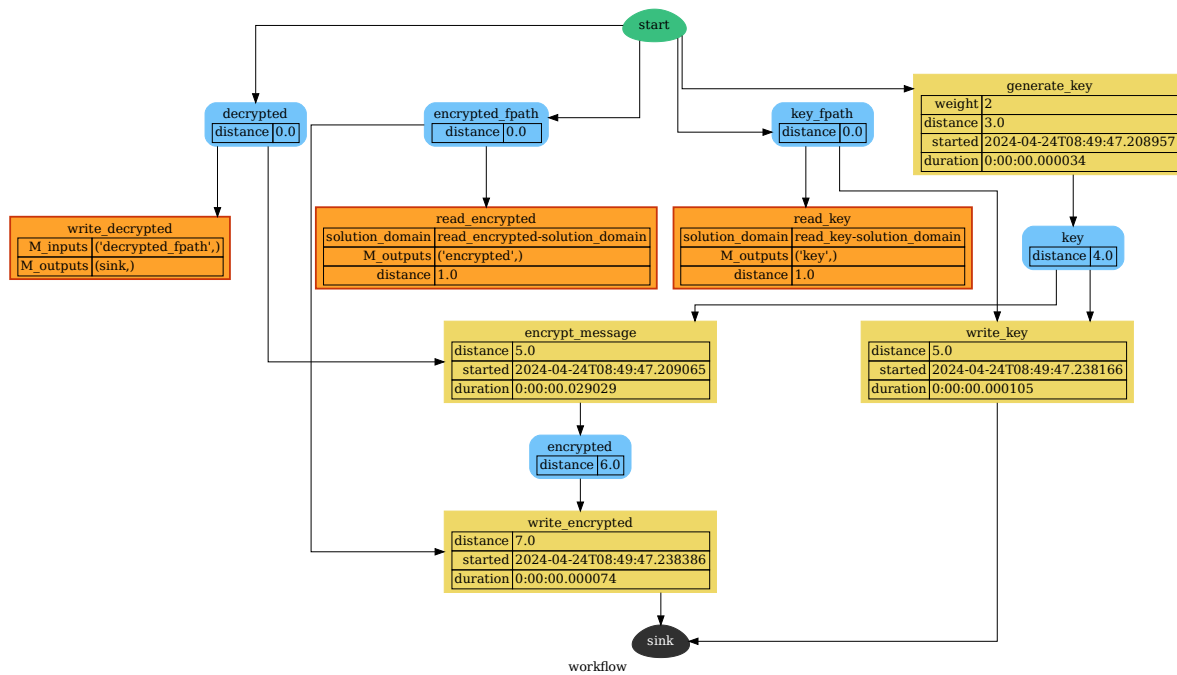 start
generate_key
weight 2
distance 3.0
started 2024-04-24T08:49:47.208957
duration 0:00:00.000034
decrypted
distance 0.0
encrypted_fpath
distance 0.0
key_fpath
distance 0.0
write_decrypted
M_inputs ('decrypted_fpath',)
M_outputs (sink,)
read_encrypted
solution_domain read_encrypted-solution_domain
M_outputs ('encrypted',)
distance 1.0
read_key
solution_domain read_key-solution_domain
M_outputs ('key',)
distance 1.0
key
distance 4.0
encrypt_message
distance 5.0
started 2024-04-24T08:49:47.209065
duration 0:00:00.029029
write_key
distance 5.0
started 2024-04-24T08:49:47.238166
duration 0:00:00.000105
encrypted
distance 6.0
write_encrypted
distance 7.0
started 2024-04-24T08:49:47.238386
duration 0:00:00.000074
sink
workflow